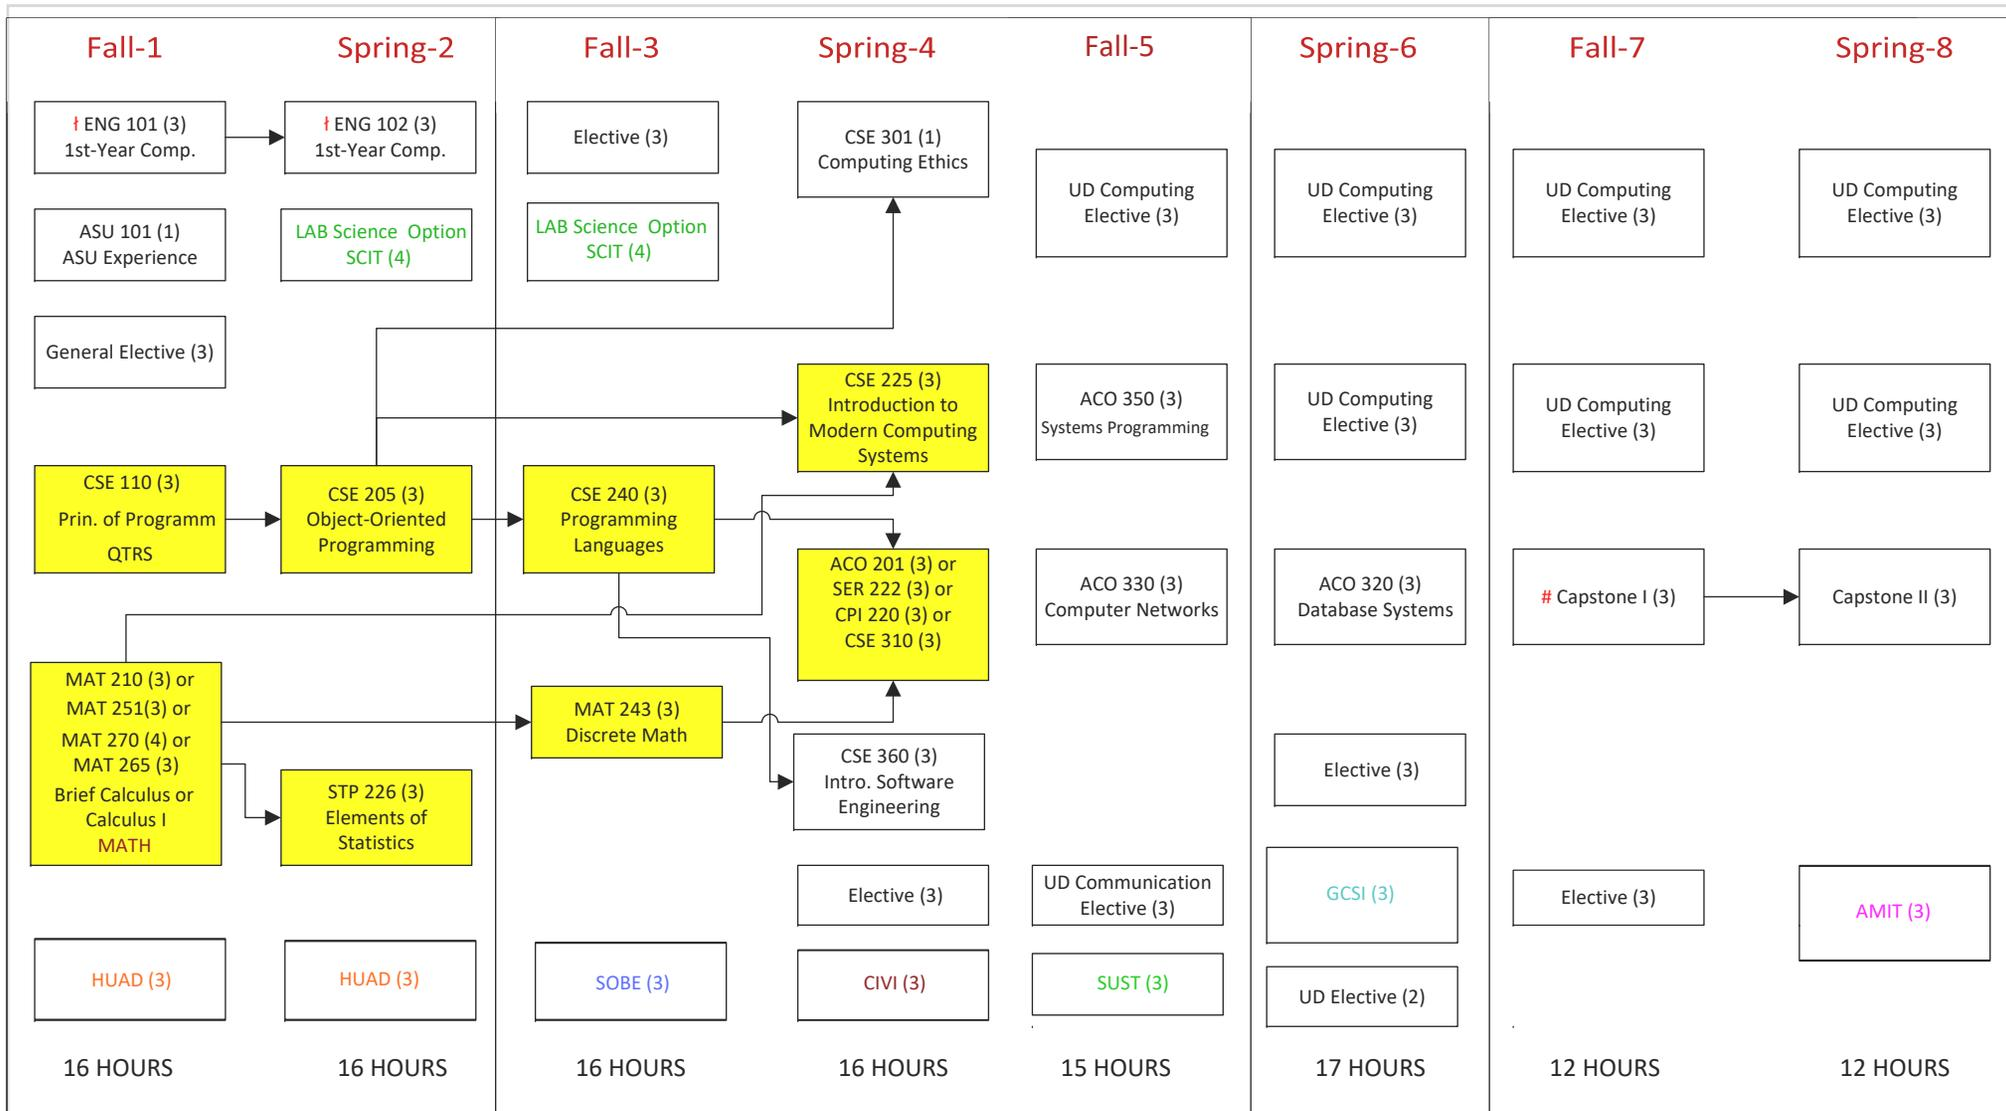 Fall-1
Spring-2
Fall-3
Spring-4
Fall-5
Spring-6
Fall-7
Spring-8
ƚ ENG 101 (3)
1st-Year Comp.
ASU 101 (1)
ASU Experience
General Elective (3)
CSE 110 (3)
Prin. of Programm
QTRS
MAT 210 (3) or
MAT 251(3) or
MAT 270 (4) or
MAT 265 (3)
Brief Calculus or
Calculus I
MATH
HUAD (3)
16 HOURS
ƚ ENG 102 (3)
1st-Year Comp.
LAB Science Option
SCIT (4)
CSE 205 (3)
Object-Oriented
Programming
STP 226 (3)
Elements of
Statistics
HUAD (3)
16 HOURS
Elective (3)
LAB Science Option
SCIT (4)
CSE 240 (3)
Programming
Languages
MAT 243 (3)
Discrete Math
SOBE (3)
16 HOURS
CSE 301 (1)
Computing Ethics
CSE 225 (3)
Introduction to
Modern Computing
Systems
ACO 201 (3) or
SER 222 (3) or
CPI 220 (3) or
CSE 310 (3)
CSE 360 (3)
Intro. Software
Engineering
Elective (3)
CIVI (3)
16 HOURS
UD Computing
Elective (3)
ACO 350 (3)
Systems Programming
ACO 330 (3)
Computer Networks
UD Communication
Elective (3)
SUST (3)
15 HOURS
UD Computing
Elective (3)
UD Computing
Elective (3)
ACO 320 (3)
Database Systems
Elective (3)
GCSI (3)
UD Elective (2)
17 HOURS
UD Computing
Elective (3)
UD Computing
Elective (3)
# Capstone I (3)
Elective (3)
12 HOURS
UD Computing
Elective (3)
UD Computing
Elective (3)
Capstone II (3)
AMIT (3)
12 HOURS